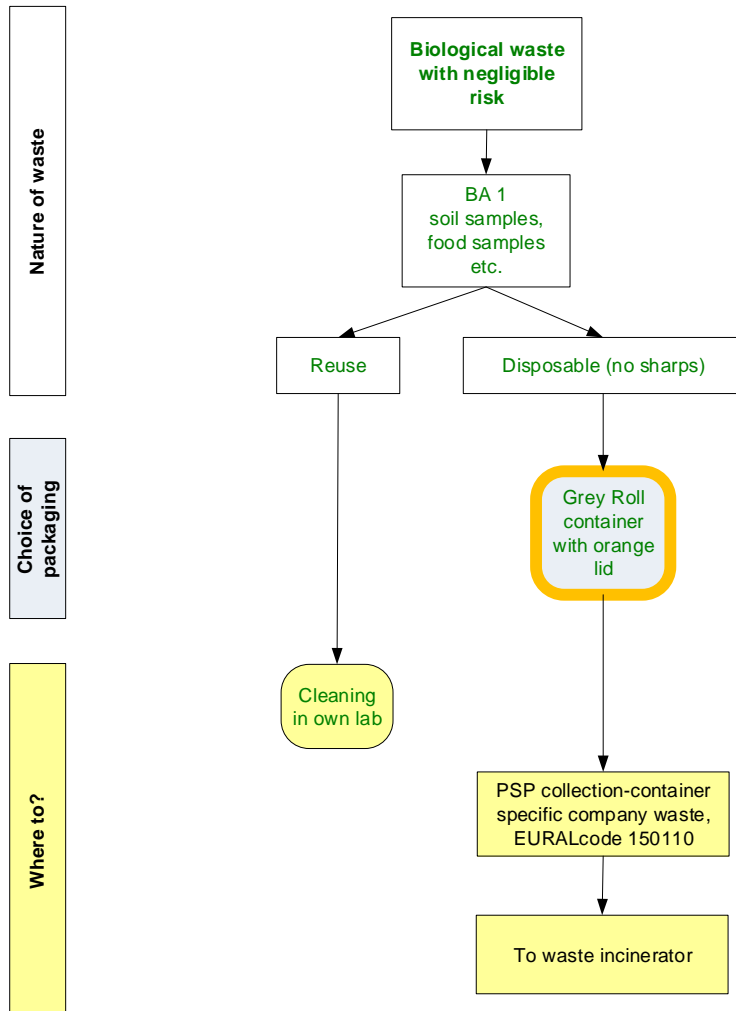 Biological waste
with negligible
risk
Nature of waste
BA 1
soil samples,
food samples
etc.
Reuse
Disposable (no sharps)
Choice of
packaging
Grey Roll
container
with orange
lid
Where to?
Cleaning
in own lab
PSP collection-container
specific company waste,
EURALcode 150110
To waste incinerator